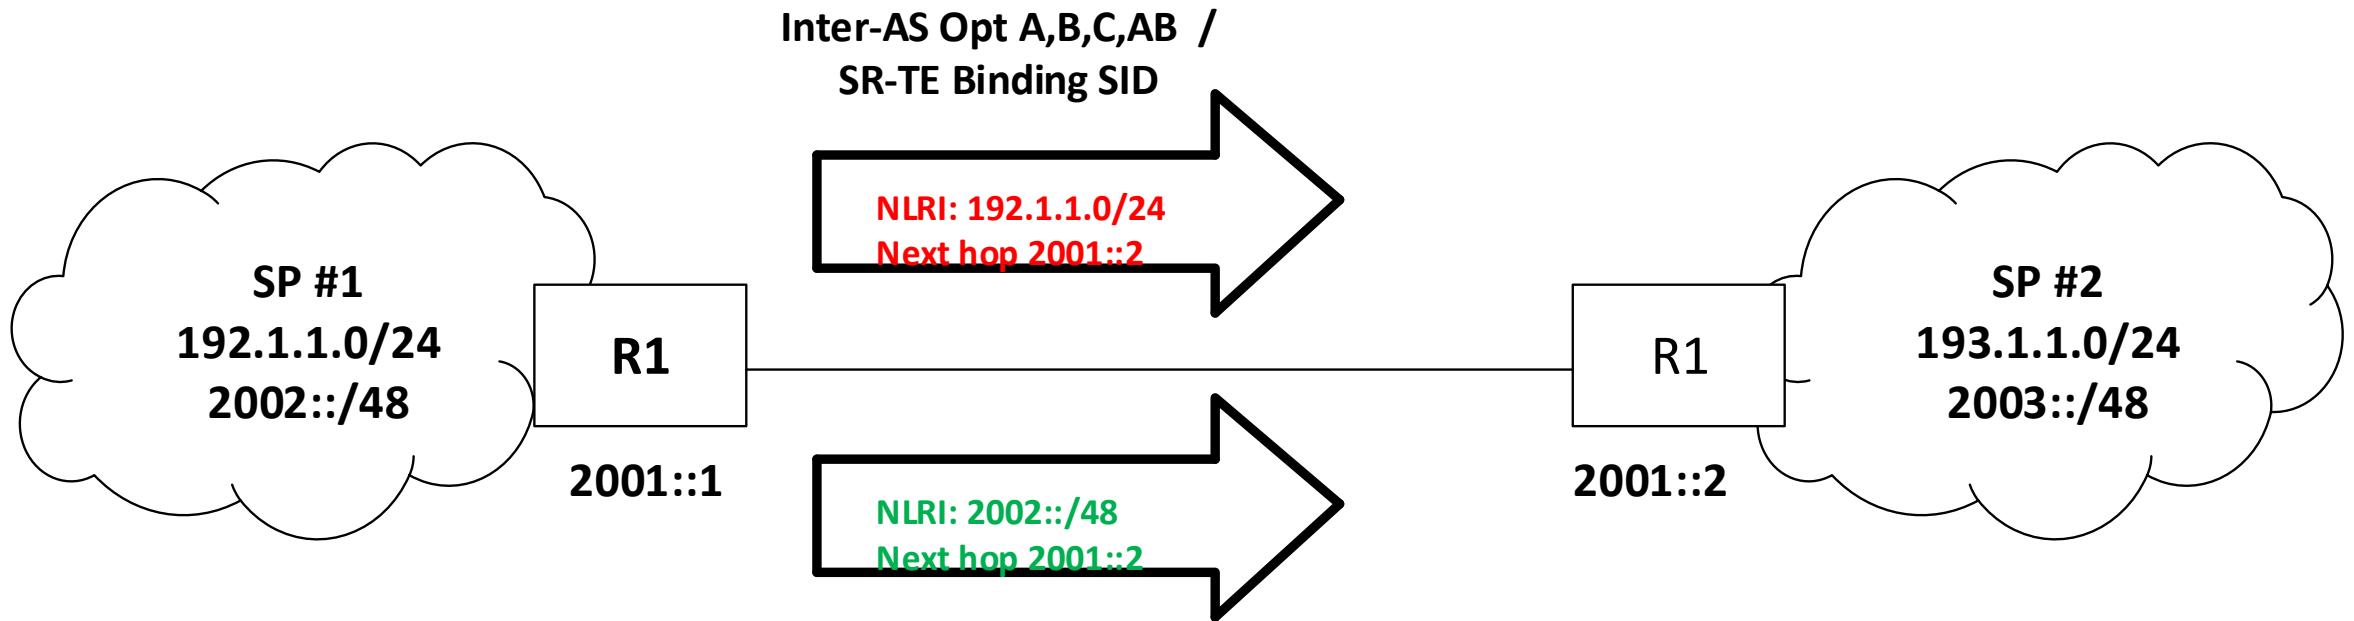 Inter-AS Opt A,B,C,AB /
SR-TE Binding SID
NLRI: 192.1.1.0/24
Next hop 2001::2
SP #1
192.1.1.0/24
2002::/48
R1
2001::1
R1
2001::2
SP #2
193.1.1.0/24
2003::/48
NLRI: 2002::/48
Next hop 2001::2